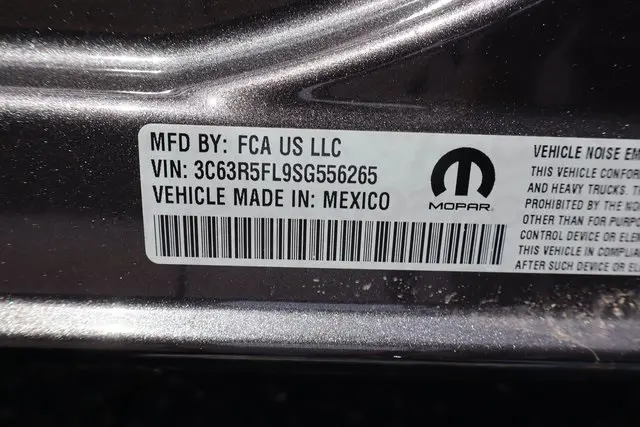 MFD BY: FCA US LLC
VIN: 3C63R5FL9SG556265
VEHICLE MADE IN: MEXICO
MOPAR
VEHICLE NOISE EM
THIS VEHICLE CONFORM
AND HEAVY TRUCKS. T
PROHIBITED BY THE NO
OTHER THAN FOR PURP
CONTROL DEVICE OR ELE
THIS VEHICLE IN COMPLIA
AFTER SUCH DEVICE OR EL